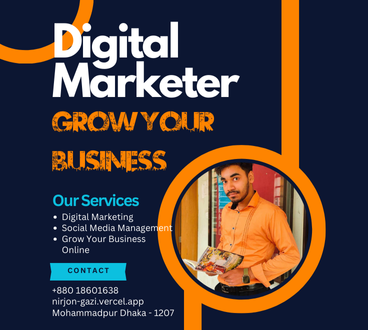 Digital
Marketer
GROW YOUR
BUSINESS
Our Services
• Digital Marketing
• Social Media Management
• Grow Your Business
Online
CONTACT
+880 18601638
nirjon-gazi.vercel.app
Mohammadpur Dhaka - 1207